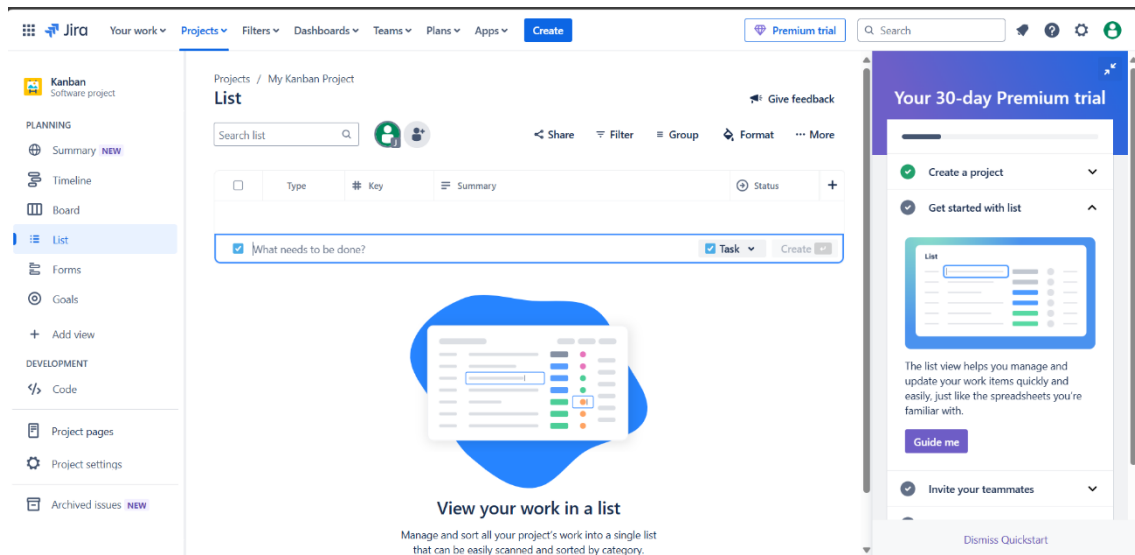 Jira Your work Projects Filters Dashboards Teams Plans Apps Create Premium trial Search
Kanban
Software project
PLANNING
Summary NEW
Timeline
Board
List
Forms
Goals
+ Add view
DEVELOPMENT
</> Code
Project pages
Project settings
Archived issues NEW
Projects / My Kanban Project
List
Give feedback
Search list
J
Share Filter Group Format ··· More
Type # Key Summary Status +
What needs to be done? Task Create
View your work in a list
Manage and sort all your project's work into a single list
that can be easily scanned and sorted by category.
Your 30-day Premium trial
Create a project
Get started with list
List
The list view helps you manage and
update your work items quickly and
easily, just like the spreadsheets you're
familiar with.
Guide me
Invite your teammates
Dismiss Quickstart